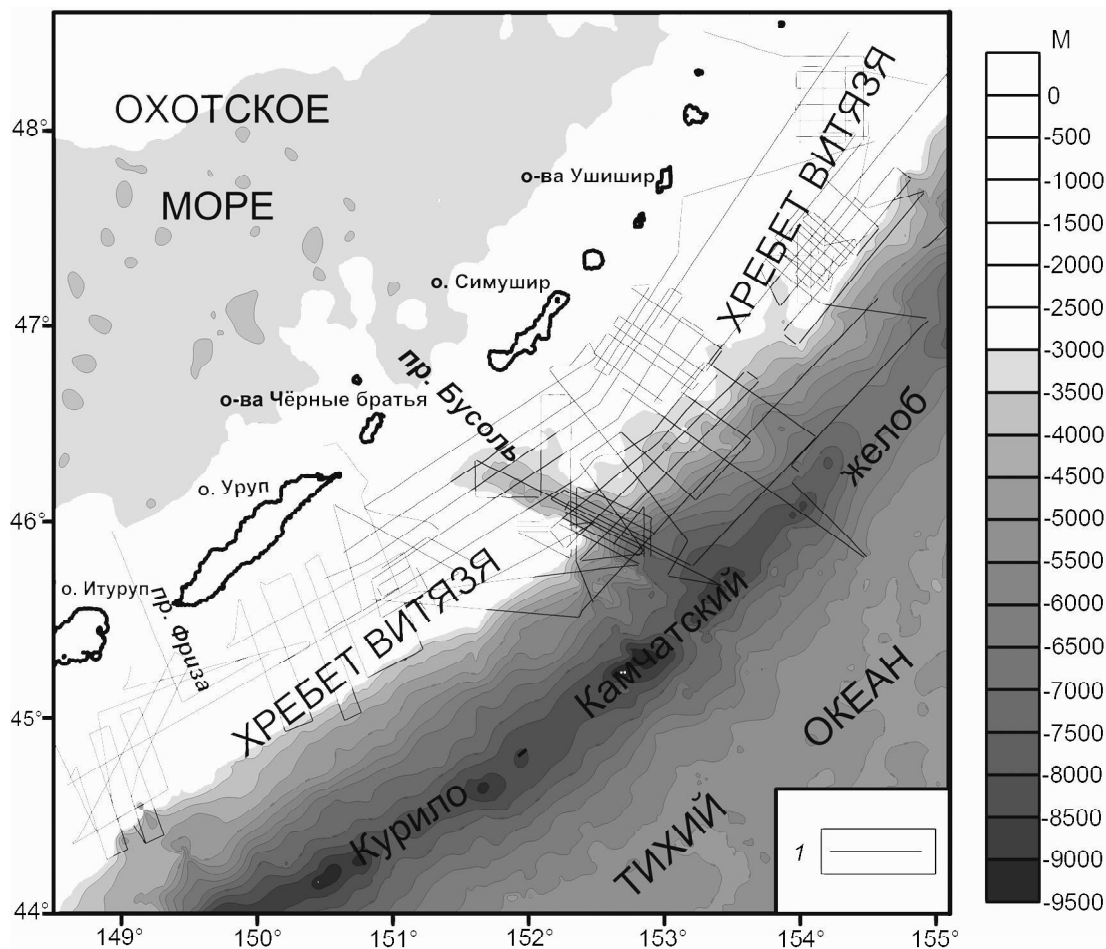 М
ОХОТСКОЕ
МОРЕ
ХРЕБЕТ ВИТЯЗЯ
о-ва Ушишир
о. Симушир
пр. Бусоль
о-ва Чёрные братья
о. Уруп
о. Итуруп
пр. Фриза
ХРЕБЕТ ВИТЯЗЯ
Курило
Камчатский
желоб
ТИХИЙ
ОКЕАН
1
48°
47°
46°
45°
44°
149°
150°
151°
152°
153°
154°
155°
0
-500
-1000
-1500
-2000
-2500
-3000
-3500
-4000
-4500
-5000
-5500
-6000
-6500
-7000
-7500
-8000
-8500
-9000
-9500